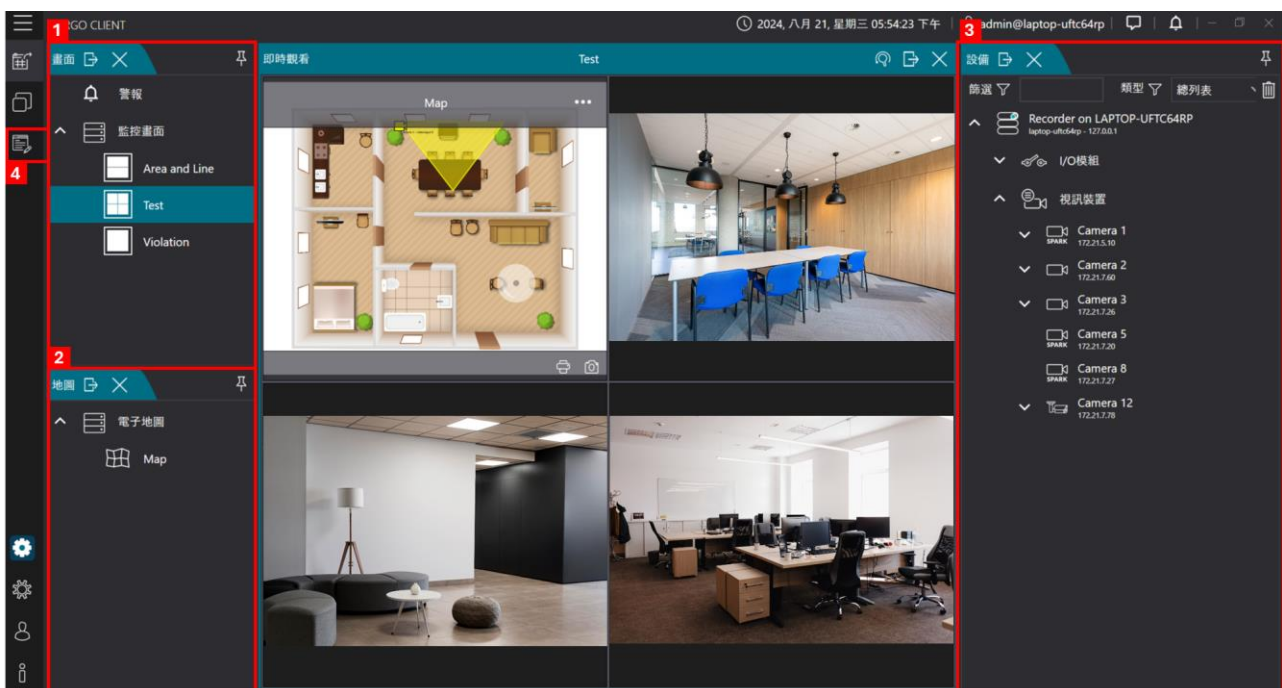 1
RGO CLIENT
2024, 八月 21, 星期三 05:54:23 下午
admin@laptop-uftc64rp
3
畫面
警報
監控畫面
Area and Line
Test
Violation
4
2
地圖
電子地圖
Map
即時觀看
Test
Map
設備
篩選
類型
總列表
Recorder on LAPTOP-UFTC64RP
laptop-uftc64rp - 127.0.0.1
I/O模組
視訊裝置
Camera 1
SPARK 172.21.5.10
Camera 2
172.21.7.60
Camera 3
172.21.7.26
Camera 5
SPARK 172.21.7.20
Camera 8
SPARK 172.21.7.27
Camera 12
172.21.7.78